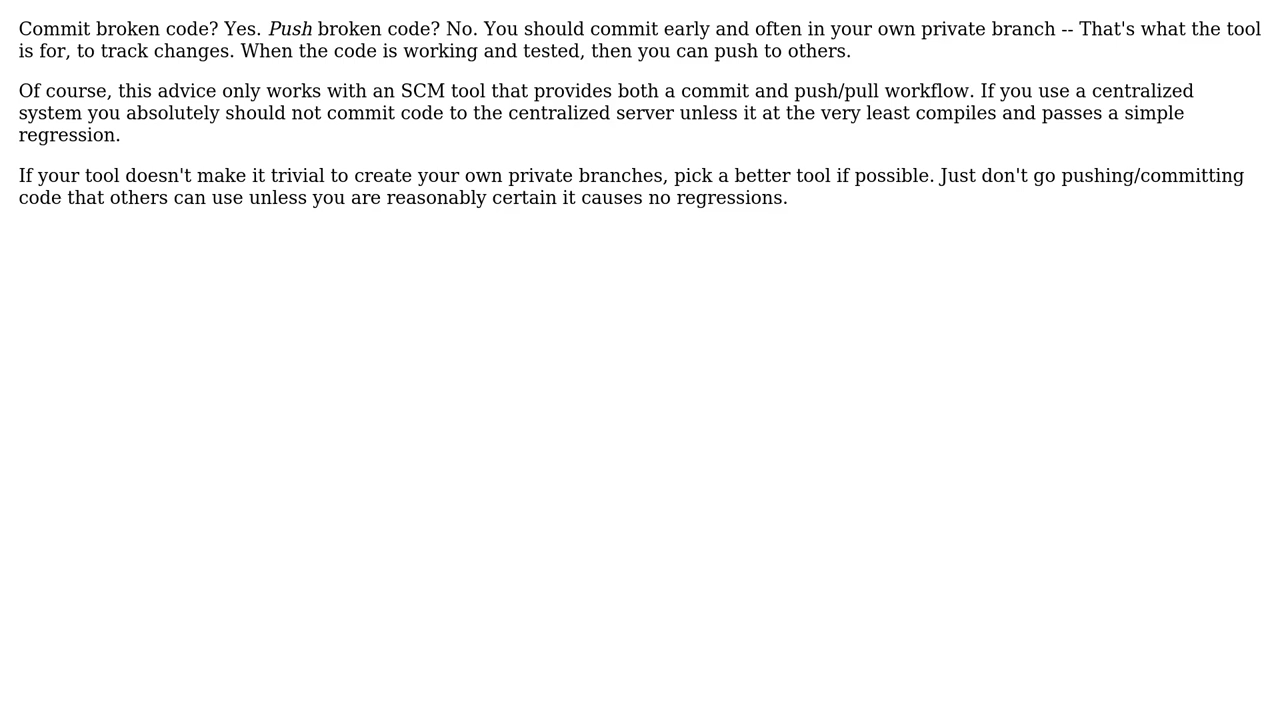 Commit broken code? Yes. Push broken code? No. You should commit early and often in your own private branch -- That's what the tool
is for, to track changes. When the code is working and tested, then you can push to others.
Of course, this advice only works with an SCM tool that provides both a commit and push/pull workflow. If you use a centralized
system you absolutely should not commit code to the centralized server unless it at the very least compiles and passes a simple
regression.
If your tool doesn't make it trivial to create your own private branches, pick a better tool if possible. Just don't go pushing/committing
code that others can use unless you are reasonably certain it causes no regressions.